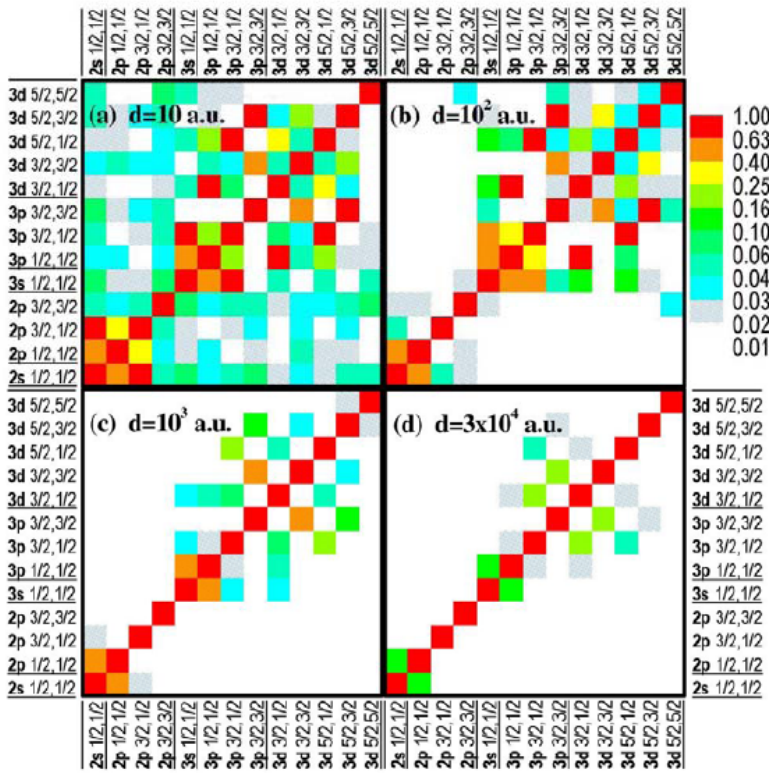 2s 1/2,1/2
2p 1/2,1/2
2p 3/2,1/2
2p 3/2,3/2
3s 1/2,1/2
3p 1/2,1/2
3p 3/2,1/2
3p 3/2,3/2
3d 3/2,1/2
3d 3/2,3/2
3d 5/2,1/2
3d 5/2,3/2
3d 5/2,5/2
2s 1/2,1/2
2p 1/2,1/2
2p 3/2,1/2
2p 3/2,3/2
3s 1/2,1/2
3p 1/2,1/2
3p 3/2,1/2
3p 3/2,3/2
3d 3/2,1/2
3d 3/2,3/2
3d 5/2,1/2
3d 5/2,3/2
3d 5/2,5/2
3d 5/2,5/2
3d 5/2,3/2
3d 5/2,1/2
3d 3/2,3/2
3d 3/2,1/2
3p 3/2,3/2
3p 3/2,1/2
3p 1/2,1/2
3s 1/2,1/2
2p 3/2,3/2
2p 3/2,1/2
2p 1/2,1/2
2s 1/2,1/2
(a) d=10 a.u.
(b) d=10² a.u.
1.00
0.63
0.40
0.25
0.16
0.10
0.06
0.04
0.03
0.02
0.01
3d 5/2,5/2
3d 5/2,3/2
3d 5/2,1/2
3d 3/2,3/2
3d 3/2,1/2
3p 3/2,3/2
3p 3/2,1/2
3p 1/2,1/2
3s 1/2,1/2
2p 3/2,3/2
2p 3/2,1/2
2p 1/2,1/2
2s 1/2,1/2
(c) d=10³ a.u.
(d) d=3x10⁴ a.u.
3d 5/2,5/2
3d 5/2,3/2
3d 5/2,1/2
3d 3/2,3/2
3d 3/2,1/2
3p 3/2,3/2
3p 3/2,1/2
3p 1/2,1/2
3s 1/2,1/2
2p 3/2,3/2
2p 3/2,1/2
2p 1/2,1/2
2s 1/2,1/2
2s 1/2,1/2
2p 1/2,1/2
2p 3/2,1/2
2p 3/2,3/2
3s 1/2,1/2
3p 1/2,1/2
3p 3/2,1/2
3p 3/2,3/2
3d 3/2,1/2
3d 3/2,3/2
3d 5/2,1/2
3d 5/2,3/2
3d 5/2,5/2
2s 1/2,1/2
2p 1/2,1/2
2p 3/2,1/2
2p 3/2,3/2
3s 1/2,1/2
3p 1/2,1/2
3p 3/2,1/2
3p 3/2,3/2
3d 3/2,1/2
3d 3/2,3/2
3d 5/2,1/2
3d 5/2,3/2
3d 5/2,5/2